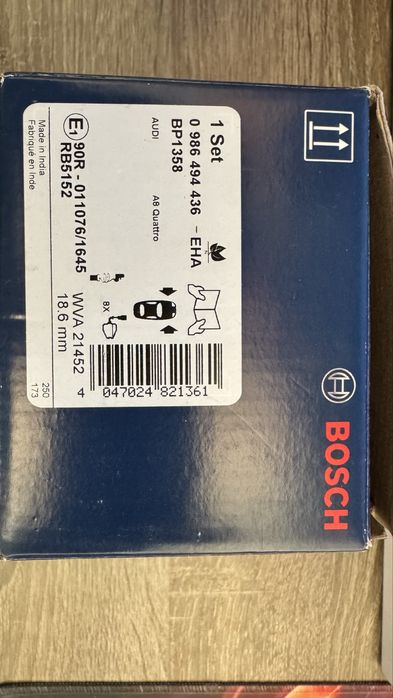 1 Set
0 986 494 436 - EHA
BP1358
AUDI
A8 Quattro
8X
E1 90R - 011076/1645
RB5152
WVA 21452
18.6 mm
4 047024 821361
Made in India
Fabriqué en Inde
250
173
BOSCH